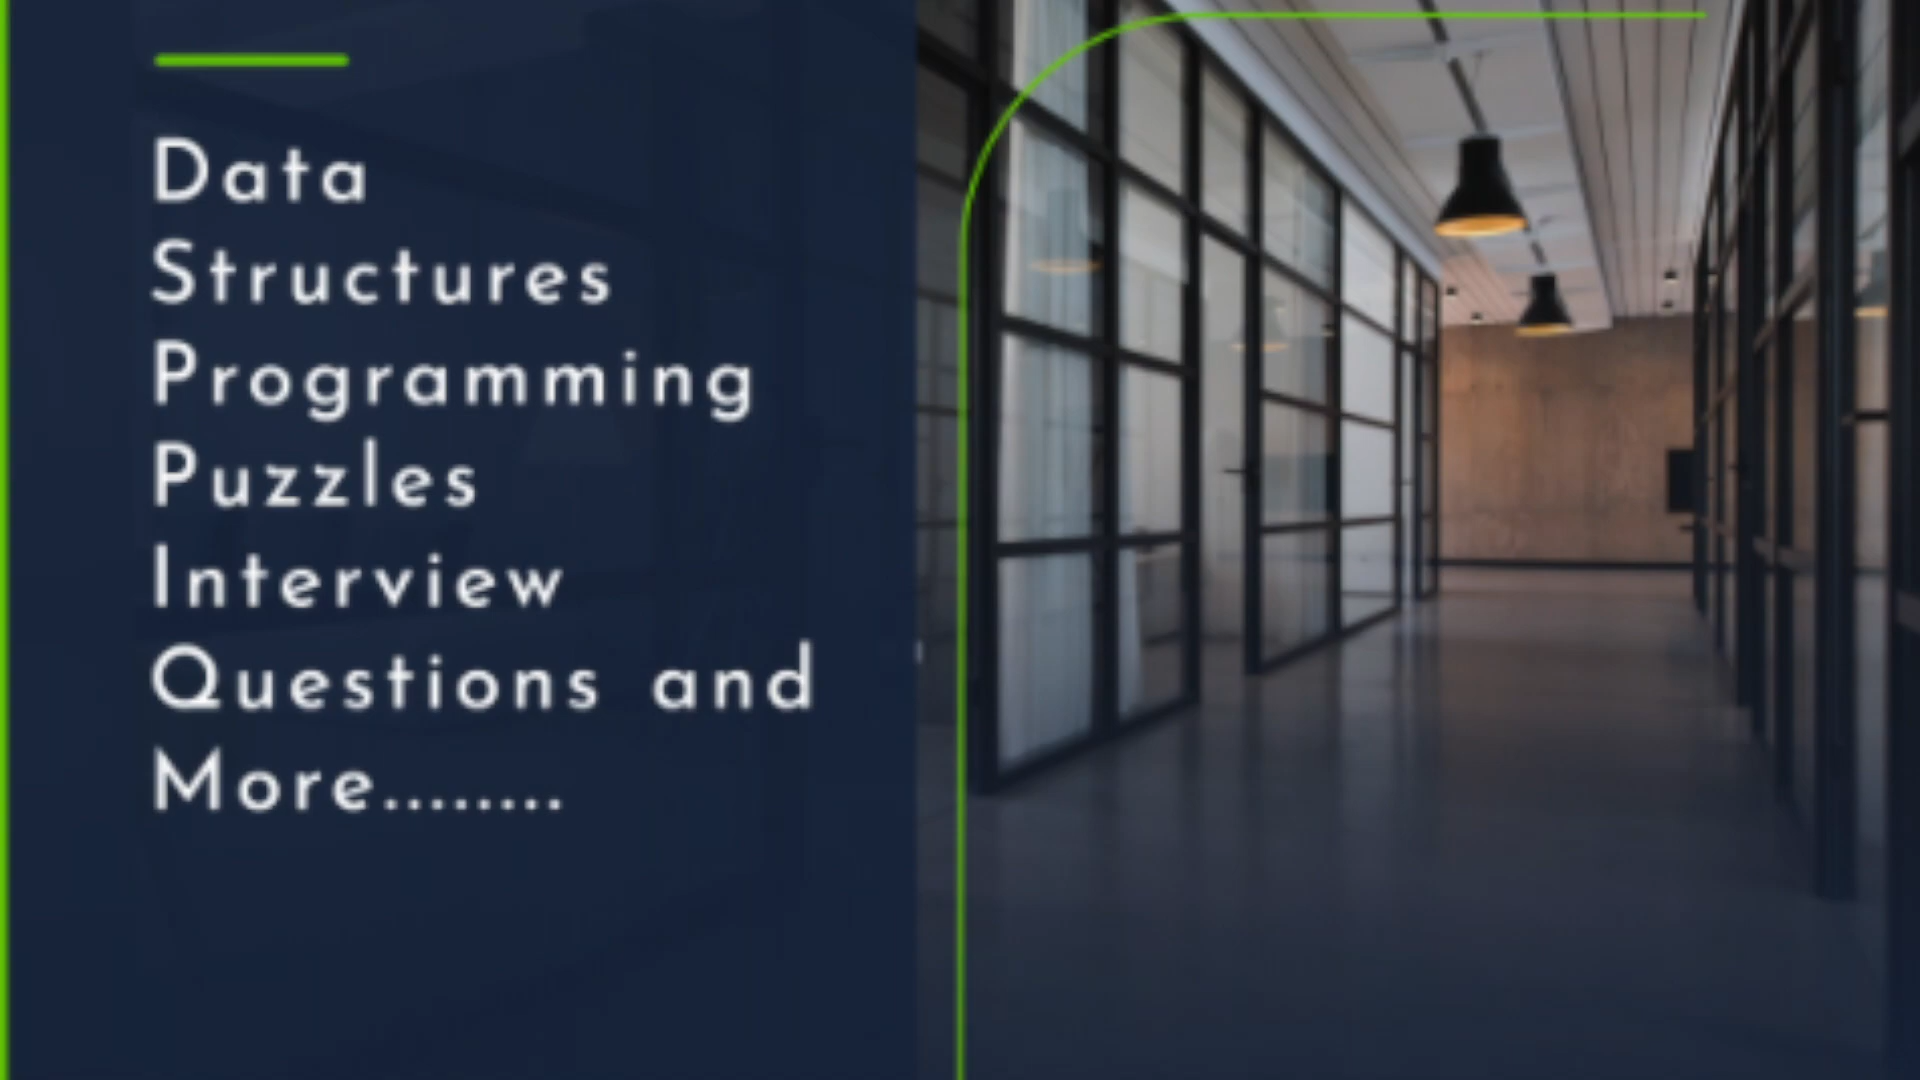 Data
Structures
Programming
Puzzles
Interview
Questions and
More........